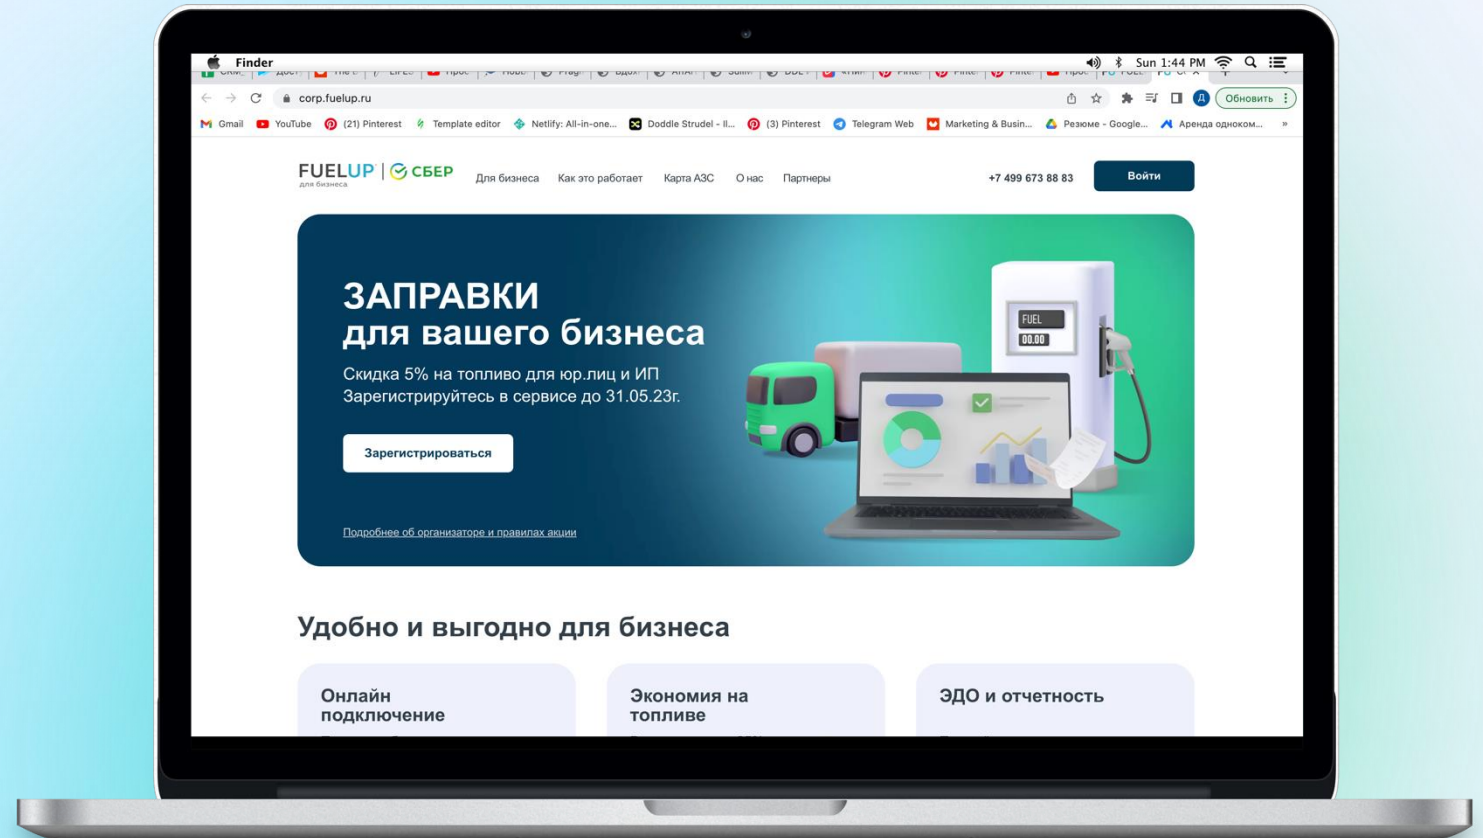 Finder
Sun 1:44 PM
corp.fuelup.ru
Обновить
Gmail YouTube (21) Pinterest Template editor Netlify: All-in-one... Doddle Strudel - Il... (3) Pinterest Telegram Web Marketing & Busin... Резюме - Google... Аренда одноком... »
FUELUP СБЕР
для бизнеса
Для бизнеса Как это работает Карта АЗС О нас Партнеры
+7 499 673 88 83
Войти
ЗАПРАВКИ
для вашего бизнеса
Скидка 5% на топливо для юр.лиц и ИП
Зарегистрируйтесь в сервисе до 31.05.23г.
Зарегистрироваться
Подробнее об организаторе и правилах акции
FUEL
00.00
Удобно и выгодно для бизнеса
Онлайн
подключение
Экономия на
топливе
ЭДО и отчетность